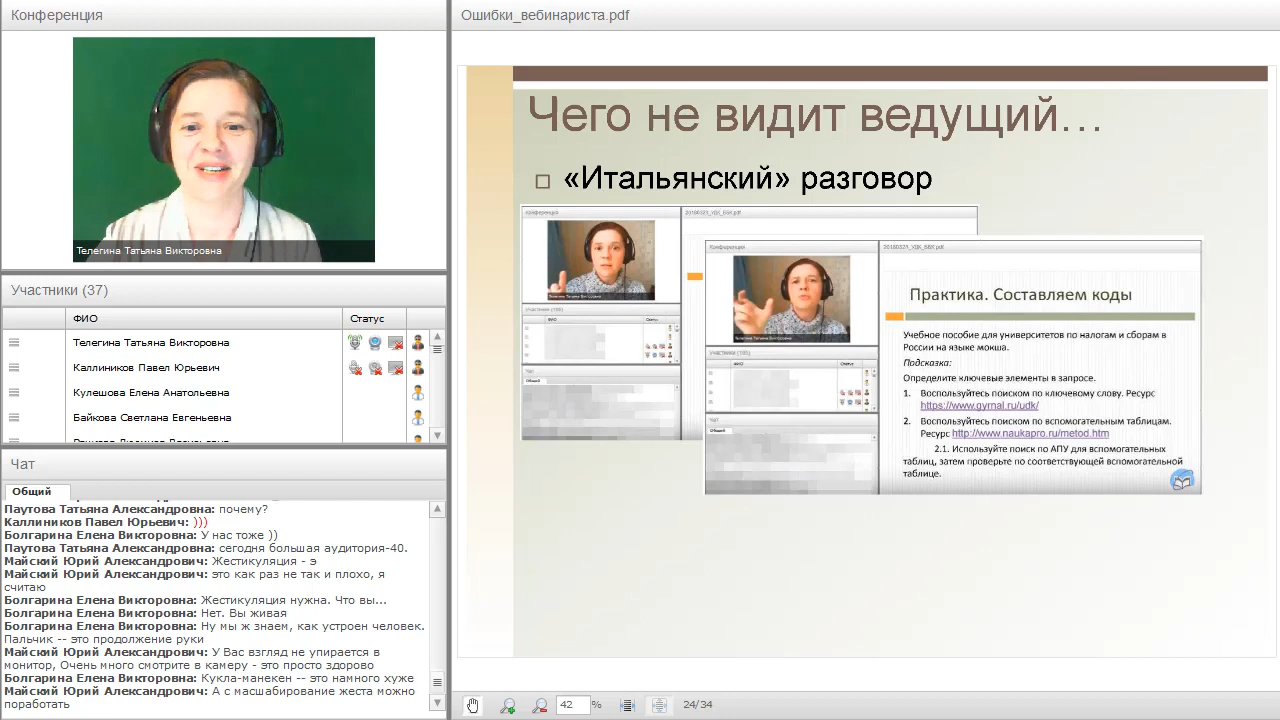 Конференция
Телегина Татьяна Викторовна
Участники (37)
ФИО
Статус
Телегина Татьяна Викторовна
Каллиников Павел Юрьевич
Кулешова Елена Анатольевна
Байкова Светлана Евгеньевна
Чат
Общий
Паутова Татьяна Александровна: почему?
Каллиников Павел Юрьевич: )))
Болгарина Елена Викторовна: У нас тоже ))
Паутова Татьяна Александровна: сегодня большая аудитория-40.
Майский Юрий Александрович: Жестикуляция - э
Майский Юрий Александрович: это как раз не так и плохо, я
считаю
Болгарина Елена Викторовна: Жестикуляция нужна. Что вы...
Болгарина Елена Викторовна: Нет. Вы живая
Болгарина Елена Викторовна: Ну мы ж знаем, как устроен человек.
Пальчик -- это продолжение руки
Майский Юрий Александрович: У Вас взгляд не упирается в
монитор, Очень много смотрите в камеру - это просто здорово
Болгарина Елена Викторовна: Кукла-манекен -- это намного хуже
Майский Юрий Александрович: А с масшабирование жеста можно
поработать
Ошибки_вебинариста.pdf
Чего не видит ведущий...
«Итальянский» разговор
Конференция
Конференция
Практика. Составляем коды
Учебное пособие для университетов по налогам и сборам в
России на языке мокша.
Подсказка:
Определите ключевые элементы в запросе.
1. Воспользуйтесь поиском по ключевому слову. Ресурс
https://www.gyrnal.ru/udk/
2. Воспользуйтесь поиском по вспомогательным таблицам.
Ресурс http://www.naukapro.ru/metod.htm
2.1. Используйте поиск по АПУ для вспомогательных
таблиц, затем проверьте по соответствующей вспомогательной
таблице.
42 %
24/34